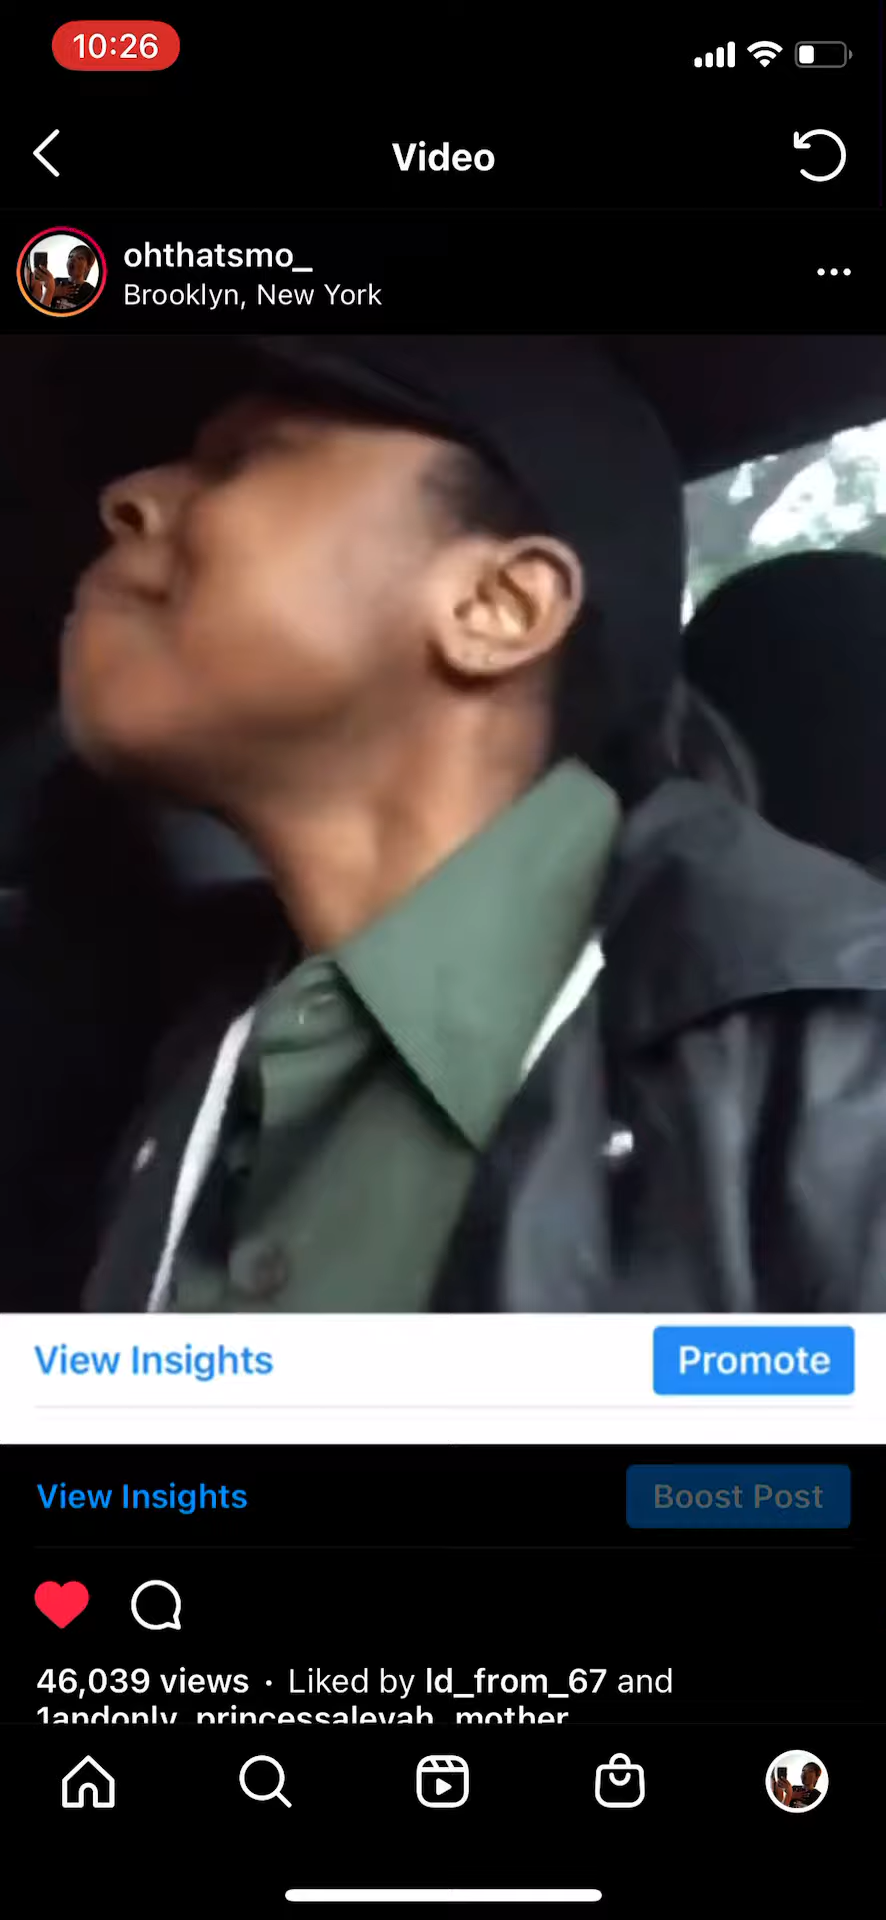 10:26
Video
ohthatsmo_
Brooklyn, New York
View Insights
Promote
View Insights
Boost Post
46,039 views · Liked by ld_from_67 and
1andonly_princessaleyah_mother